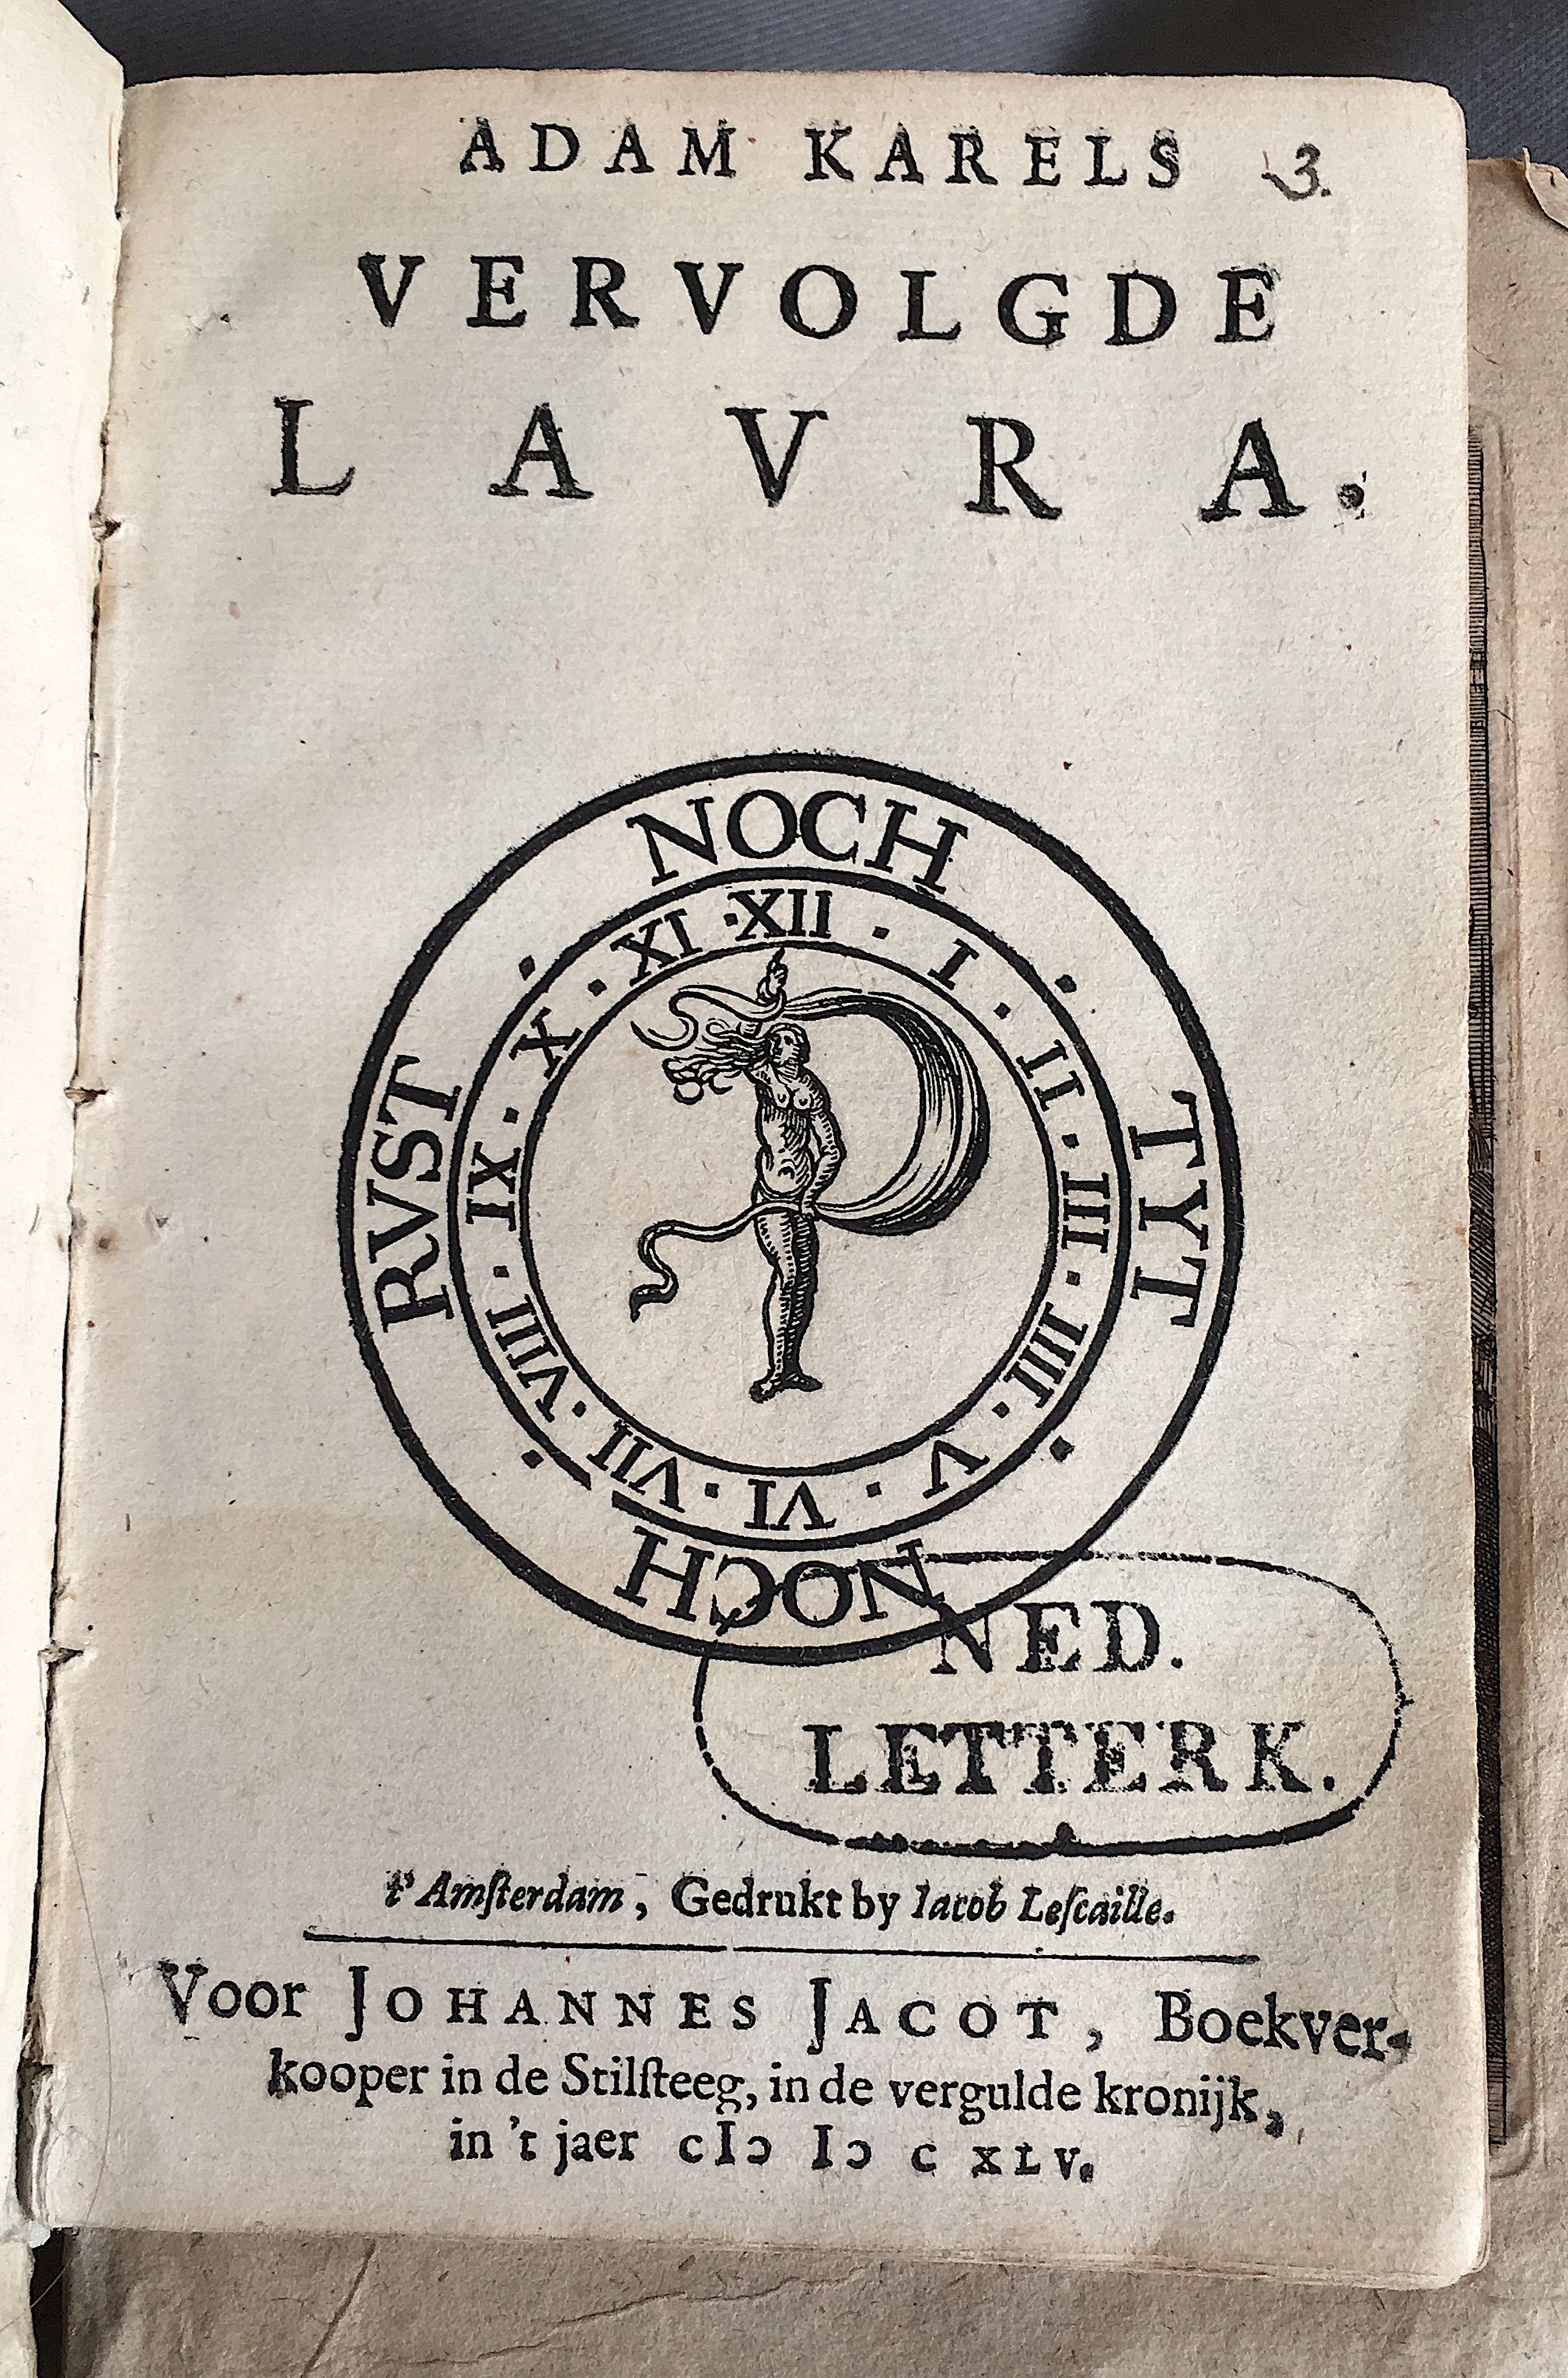 ADAM KARELS 3.
VERVOLGDE
LAVRA.
NOCH
TYT
NOCH
RVST
XII · I · II · III · IIII · V · VI · VII · VIII · IX · X · XI ·
NED.
LETTERK.
t' Amſterdam, Gedrukt by Iacob Leſcaille.
Voor JOHANNES JACOT, Boekver-
kooper in de Stilſteeg, in de vergulde kronijk,
in 't jaer cIↄ Iↄ c XLV.